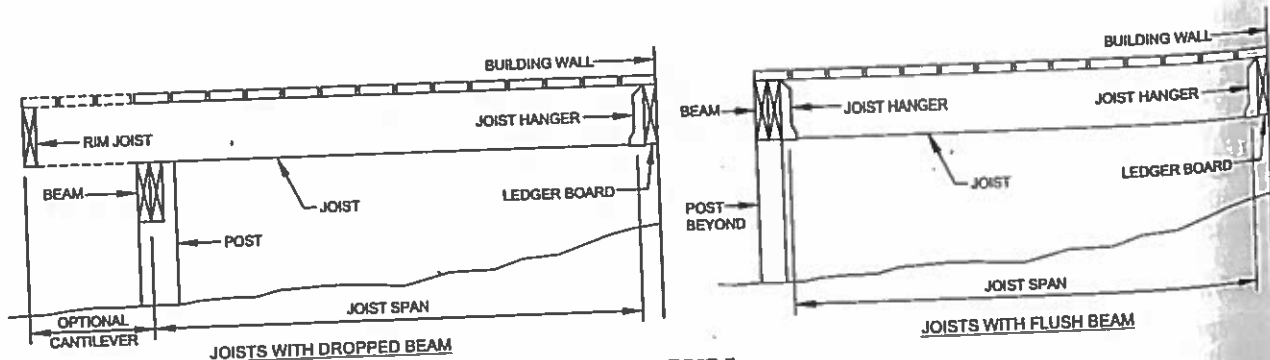 BUILDING WALL
JOIST HANGER
RIM JOIST
BEAM
JOIST
LEDGER BOARD
POST
JOIST SPAN
OPTIONAL
CANTILEVER
JOISTS WITH DROPPED BEAM
BUILDING WALL
BEAM
JOIST HANGER
JOIST HANGER
JOIST
LEDGER BOARD
POST
BEYOND
JOIST SPAN
JOISTS WITH FLUSH BEAM